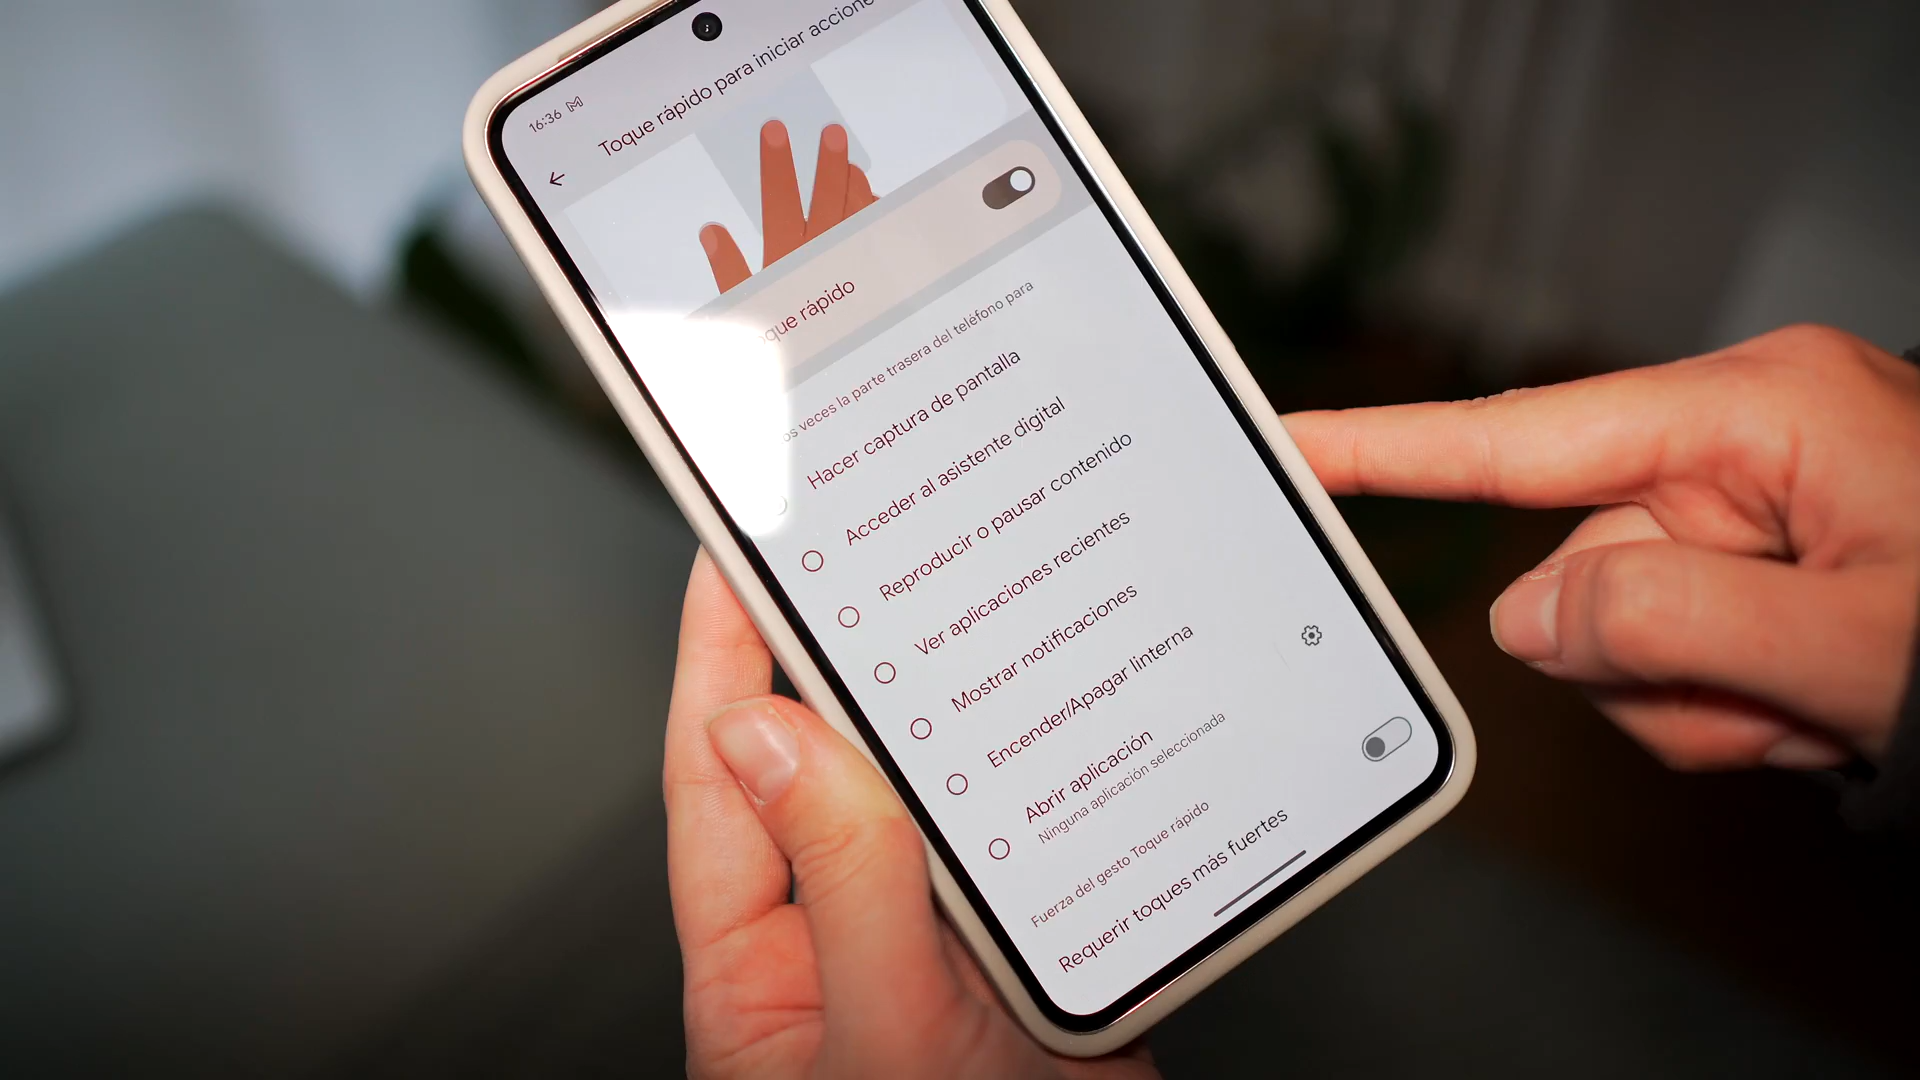 16:36
Toque rápido para iniciar accione
que rápido
veces la parte trasera del teléfono para
Hacer captura de pantalla
Acceder al asistente digital
Reproducir o pausar contenido
Ver aplicaciones recientes
Mostrar notificaciones
Encender/Apagar linterna
Abrir aplicación
Ninguna aplicación seleccionada
Fuerza del gesto Toque rápido
Requerir toques más fuertes